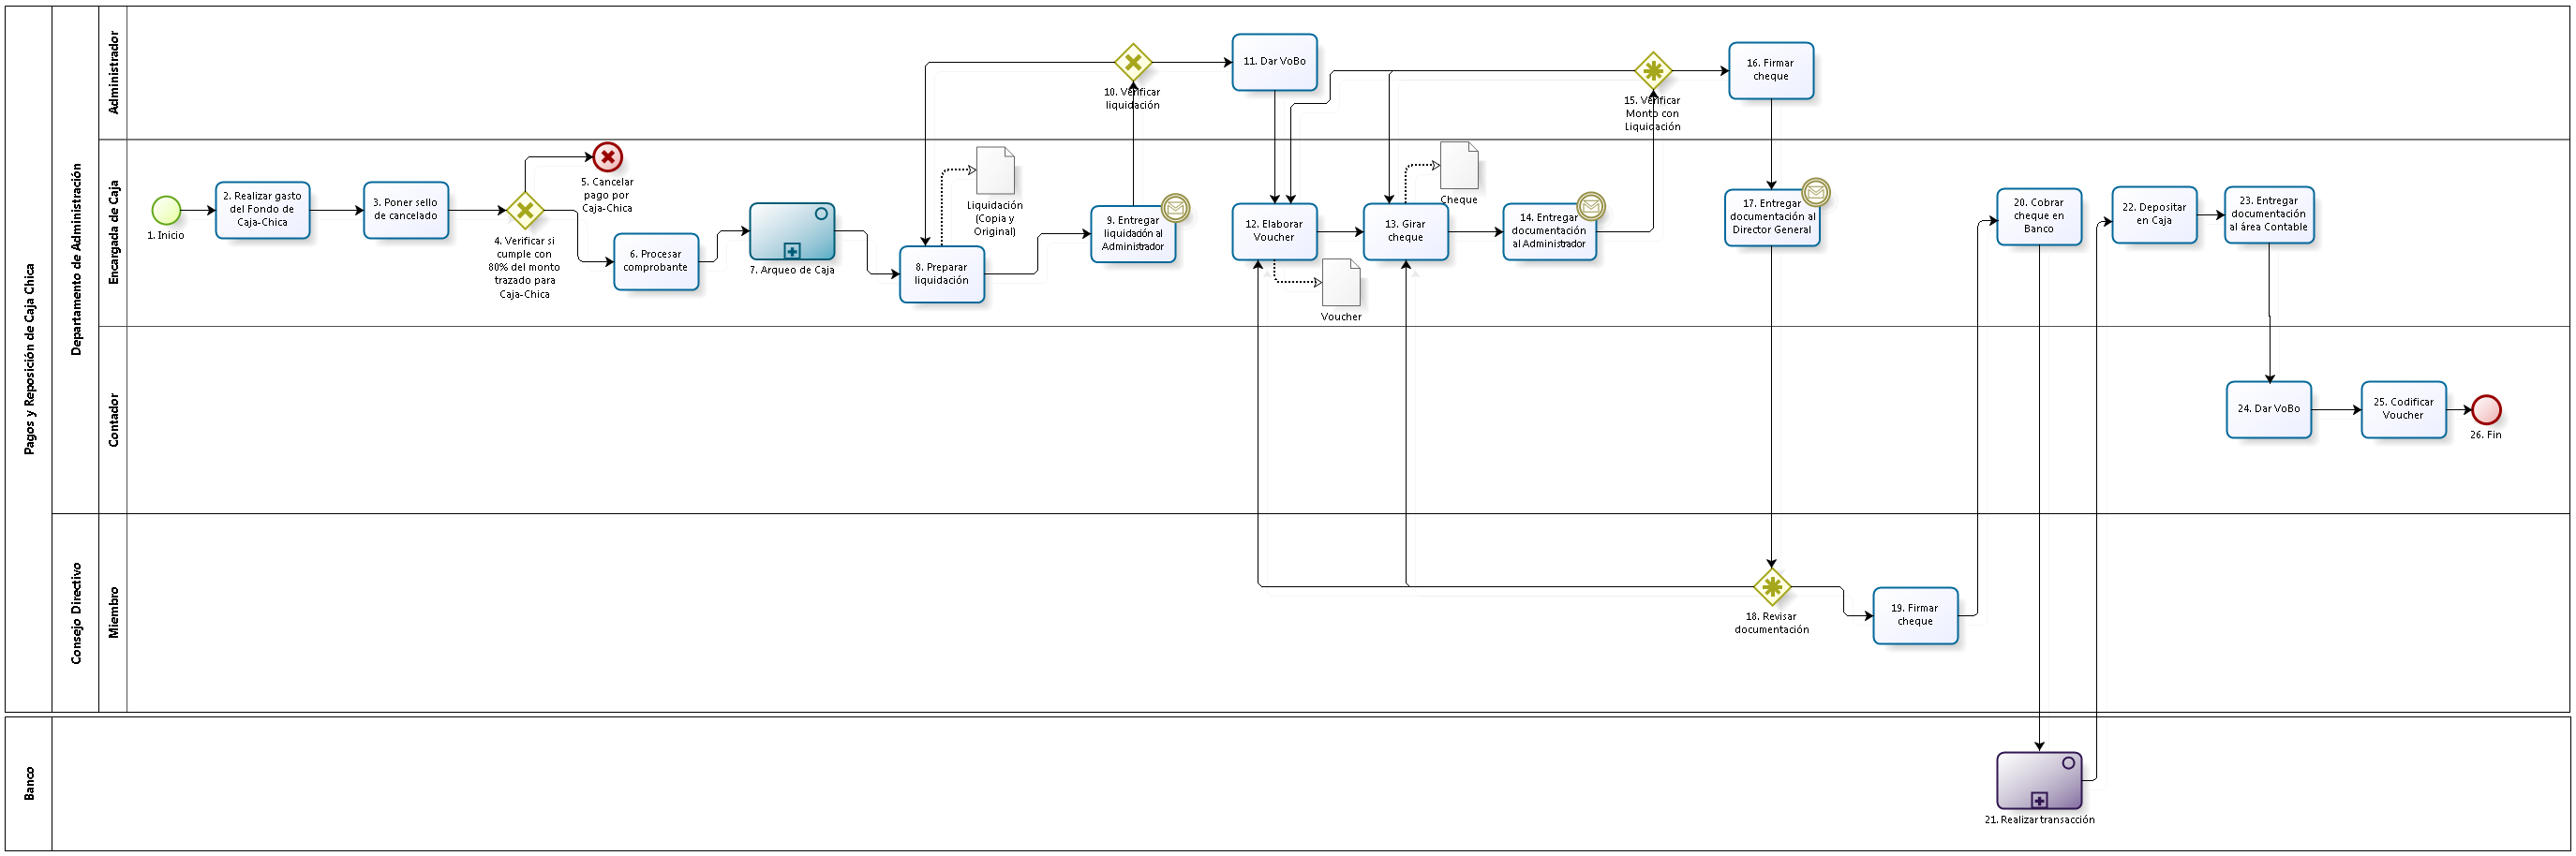 Pagos y Reposición de Caja Chica
Departamento de Administración
Administrador
10. Verificar
liquidación
11. Dar VoBo
15. Verificar
Monto con
Liquidación
16. Firmar
cheque
Encargada de Caja
1. Inicio
2. Realizar gasto
del Fondo de
Caja-Chica
3. Poner sello
de cancelado
4. Verificar si
cumple con
80% del monto
trazado para
Caja-Chica
5. Cancelar
pago por
Caja-Chica
6. Procesar
comprobante
7. Arqueo de Caja
8. Preparar
liquidación
Liquidación
(Copia y
Original)
9. Entregar
liquidación al
Administrador
12. Elaborar
Voucher
Voucher
13. Girar
cheque
Cheque
14. Entregar
documentación
al Administrador
17. Entregar
documentación al
Director General
20. Cobrar
cheque en
Banco
22. Depositar
en Caja
23. Entregar
documentación
al área Contable
Contador
24. Dar VoBo
25. Codificar
Voucher
26. Fin
Consejo Directivo
Miembro
18. Revisar
documentación
19. Firmar
cheque
Banco
21. Realizar transacción